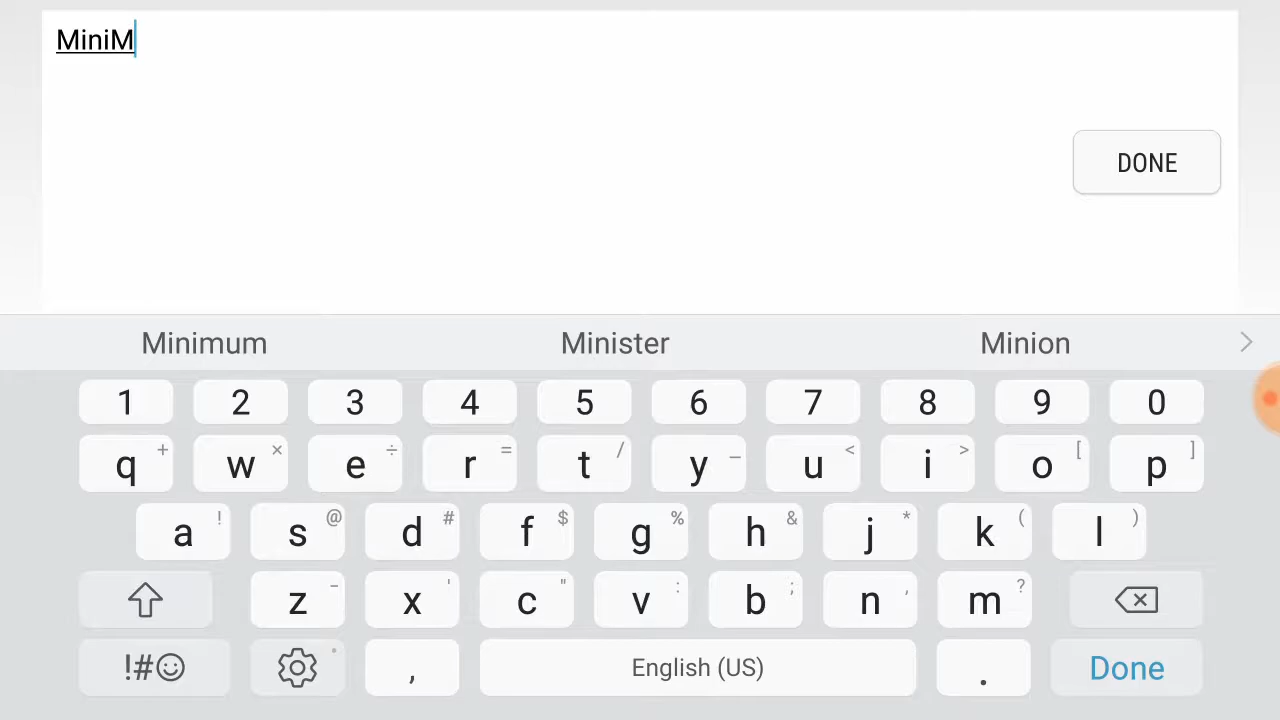 MiniM
DONE
Minimum Minister Minion
1 2 3 4 5 6 7 8 9 0
q + w × e ÷ r = t / y _ u < i > o [ p ]
a ! s @ d # f $ g % h & j * k ( l )
z - x ' c " v : b ; n , m ?
!#☺ , English (US) . Done